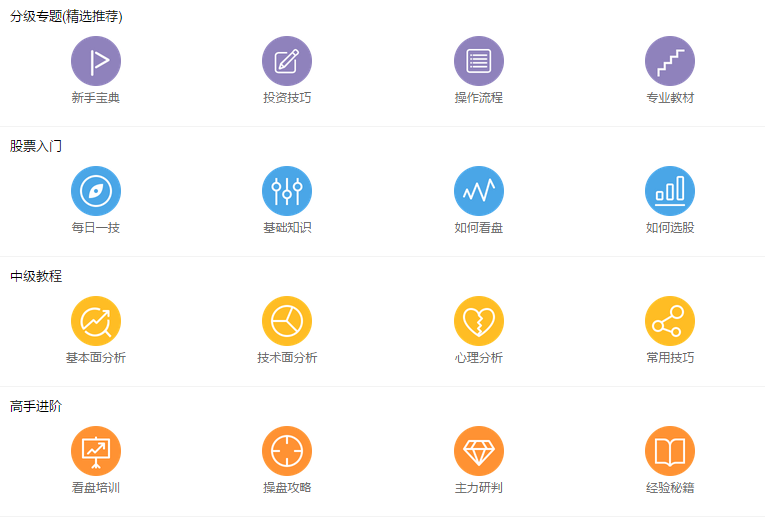 分级专题(精选推荐)
新手宝典 投资技巧 操作流程 专业教材
股票入门
每日一技 基础知识 如何看盘 如何选股
中级教程
基本面分析 技术面分析 心理分析 常用技巧
高手进阶
看盘培训 操盘攻略 主力研判 经验秘籍